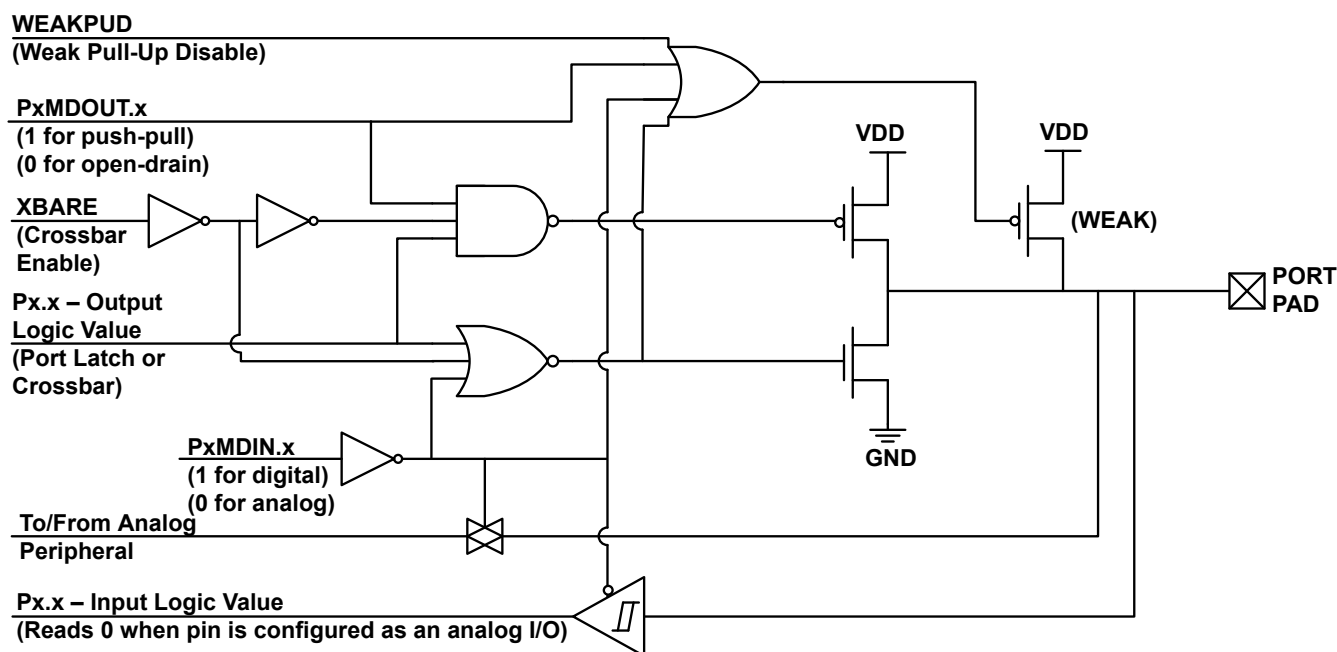 WEAKPUD
(Weak Pull-Up Disable)
PxMDOUT.x
(1 for push-pull)
(0 for open-drain)
XBARE
(Crossbar
Enable)
Px.x – Output
Logic Value
(Port Latch or
Crossbar)
PxMDIN.x
(1 for digital)
(0 for analog)
To/From Analog
Peripheral
Px.x – Input Logic Value
(Reads 0 when pin is configured as an analog I/O)
VDD
VDD
(WEAK)
GND
PORT
PAD